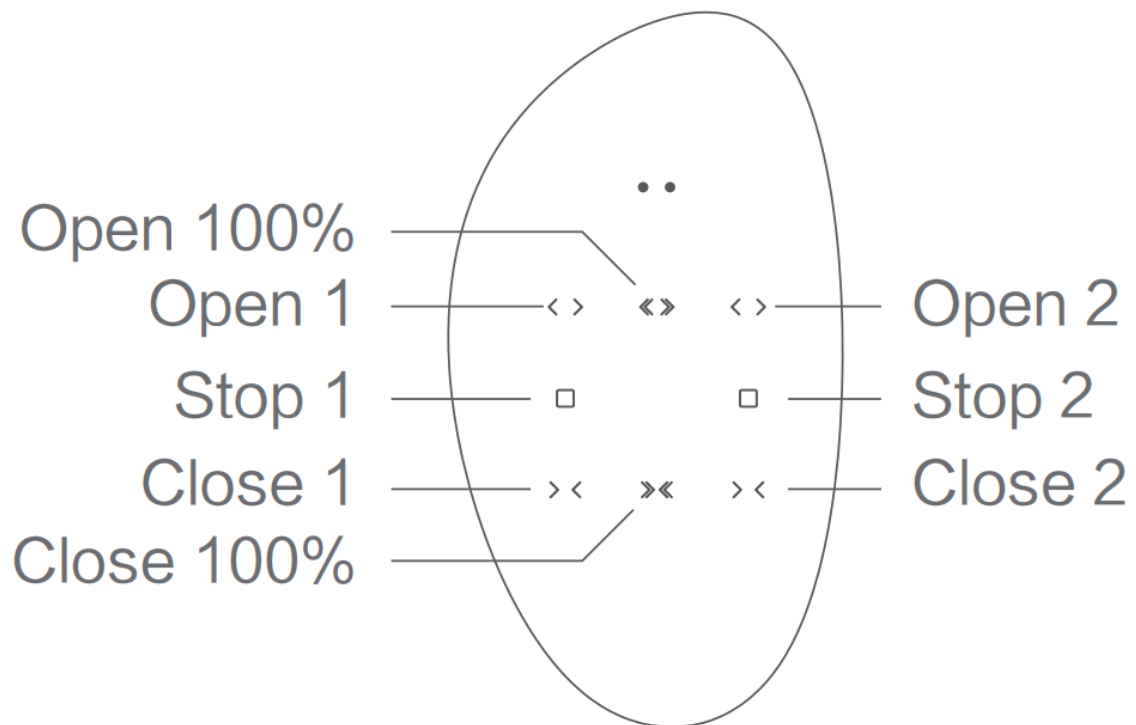 Open 100%
Open 1
Open 2
Stop 1
Stop 2
Close 1
Close 2
Close 100%